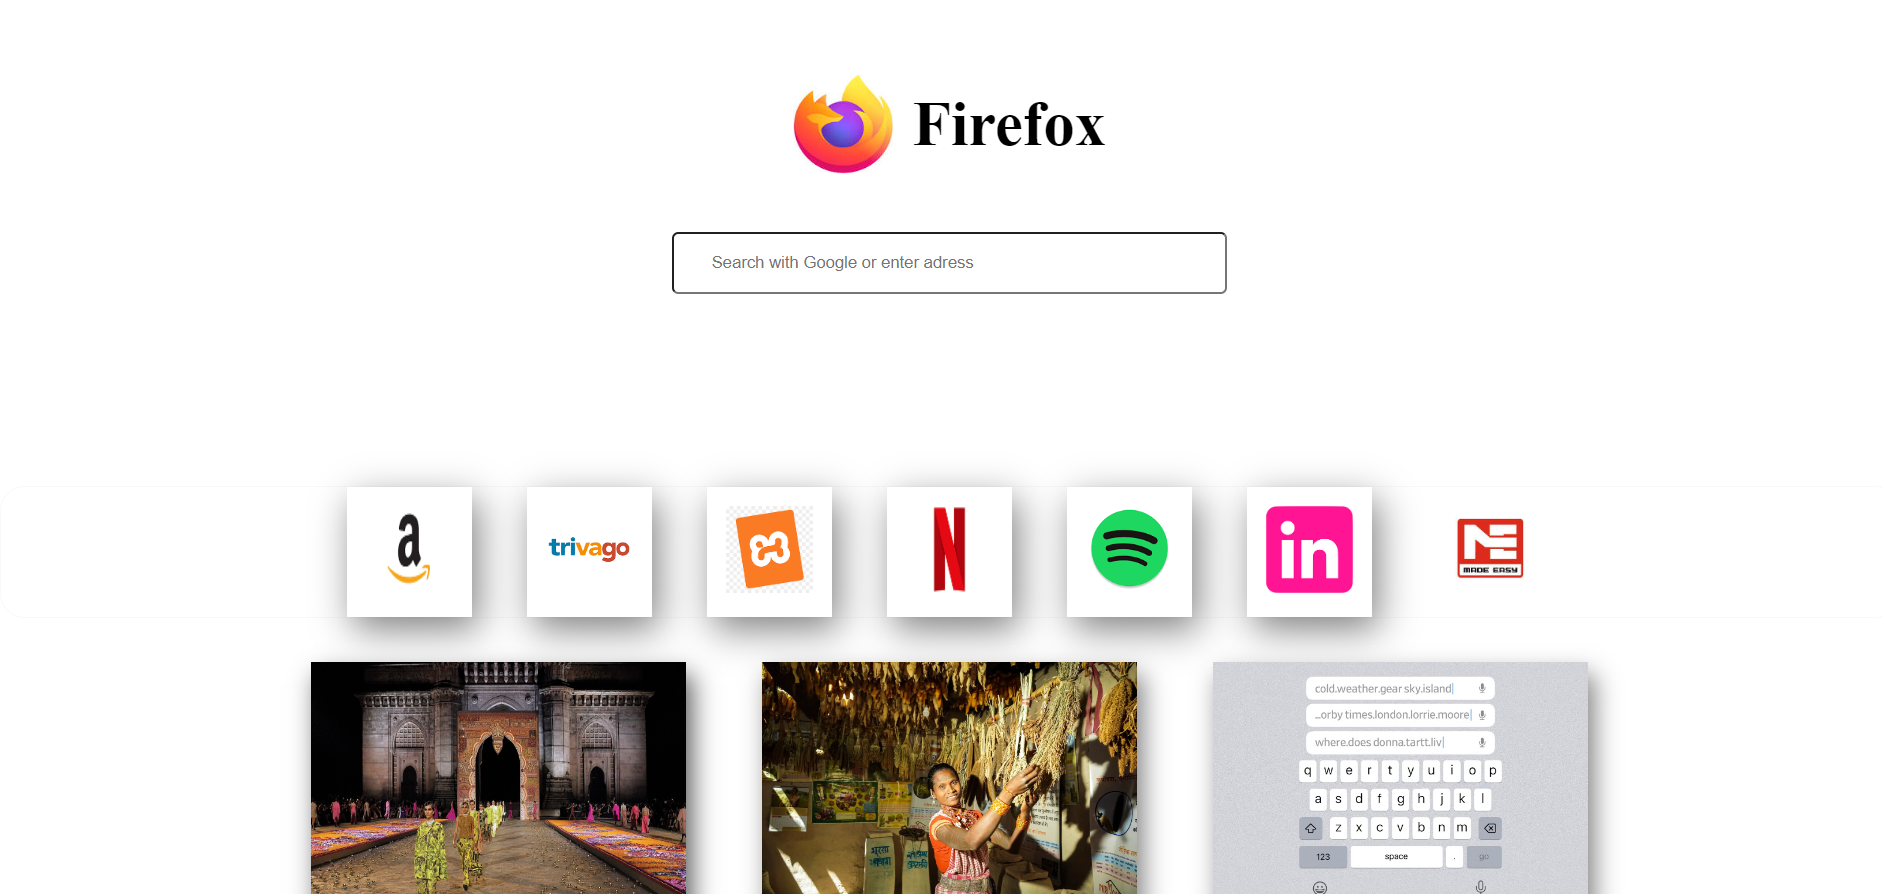 Firefox
Search with Google or enter adress
a
trivago
N
in
NE
MADE EASY
cold.weather.gear sky.island
...orby times.london.lorrie.moore
where.does donna.tartt.liv
q w e r t y u i o p
a s d f g h j k l
z x c v b n m
123 space . go